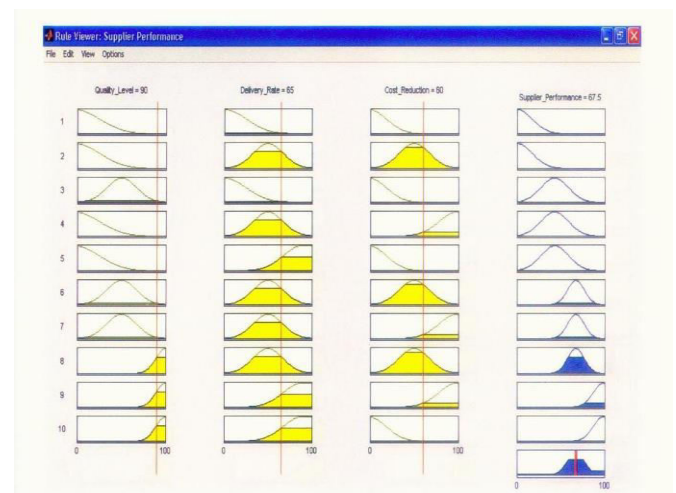 Rule Viewer: Supplier Performance
File Edit View Options
Quality_Level = 90
Delivery_Rate = 65
Cost_Reduction = 60
Supplier_Performance = 67.5
1
2
3
4
5
6
7
8
9
10
0 100
0 100
0 100
0 100